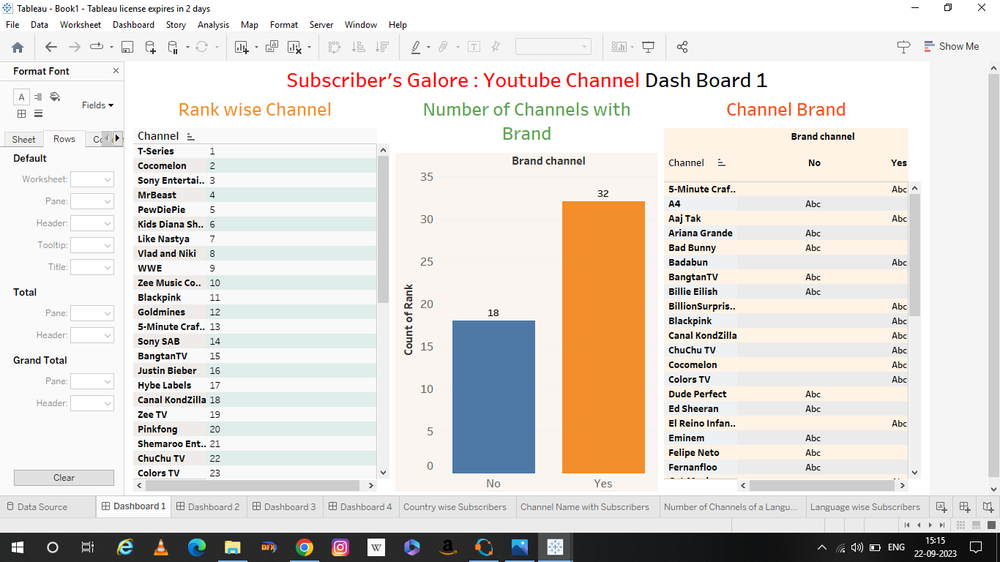 Tableau - Book1 - Tableau license expires in 2 days
File Data Worksheet Dashboard Story Analysis Map Format Server Window Help
Show Me
Format Font
Fields
Sheet Rows
Default
Worksheet:
Pane:
Header:
Tooltip:
Title:
Total
Pane:
Header:
Grand Total
Pane:
Header:
Clear
Subscriber's Galore : Youtube Channel Dash Board 1
Rank wise Channel
Channel
T-Series 1
Cocomelon 2
Sony Entertai.. 3
MrBeast 4
PewDiePie 5
Kids Diana Sh.. 6
Like Nastya 7
Vlad and Niki 8
WWE 9
Zee Music Co.. 10
Blackpink 11
Goldmines 12
5-Minute Craf.. 13
Sony SAB 14
BangtanTV 15
Justin Bieber 16
Hybe Labels 17
Canal KondZilla 18
Zee TV 19
Pinkfong 20
Shemaroo Ent.. 21
ChuChu TV 22
Colors TV 23
Number of Channels with
Brand
Brand channel
35
30
25
20
15
10
5
0
Count of Rank
18
32
No Yes
Channel Brand
Brand channel
Channel No Yes
5-Minute Craf.. Abc
A4 Abc
Aaj Tak Abc
Ariana Grande Abc
Bad Bunny Abc
Badabun Abc
BangtanTV Abc
Billie Eilish Abc
BillionSurpris.. Abc
Blackpink Abc
Canal KondZilla Abc
ChuChu TV Abc
Cocomelon Abc
Colors TV Abc
Dude Perfect Abc
Ed Sheeran Abc
El Reino Infan.. Abc
Eminem Abc
Felipe Neto Abc
Fernanfloo Abc
Data Source Dashboard 1 Dashboard 2 Dashboard 3 Dashboard 4 Country wise Subscribers Channel Name with Subscribers Number of Channels of a Langu... Language wise Subscribers
DFX
W
ENG
15:15
22-09-2023